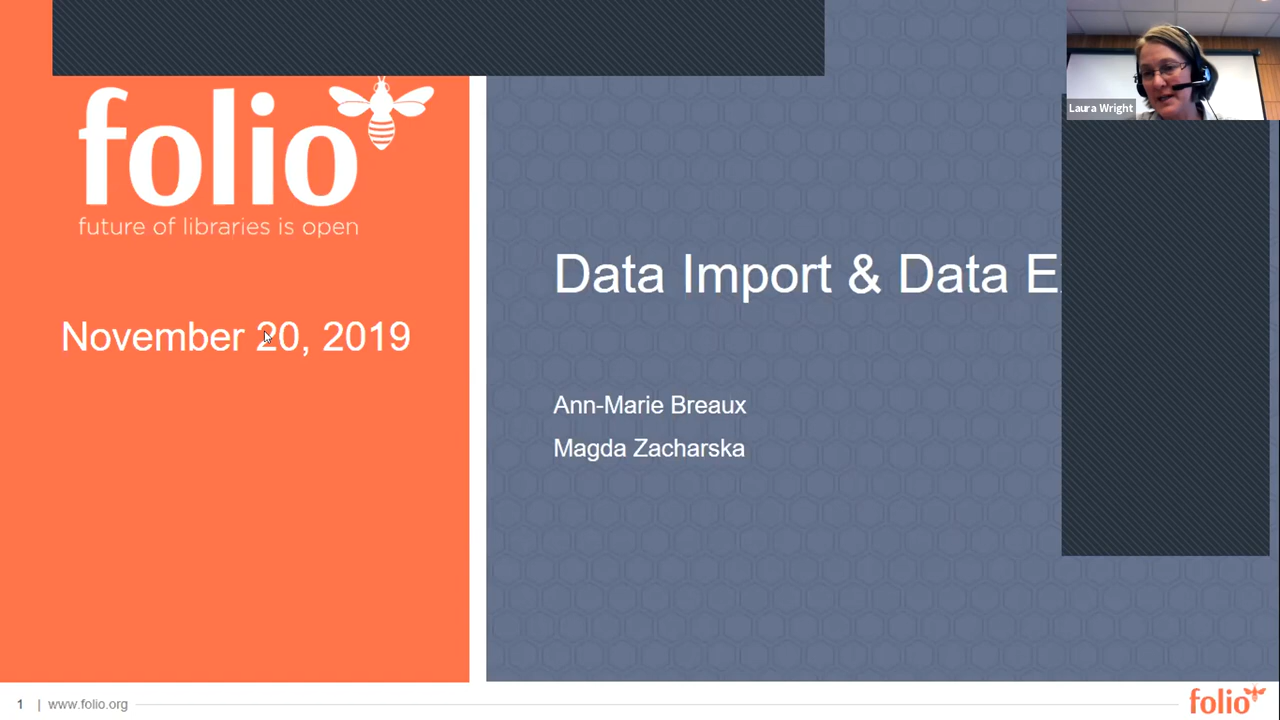 folio
future of libraries is open
November 20, 2019
Data Import & Data
Ann-Marie Breaux
Magda Zacharska
Laura Wright
1 | www.folio.org
folio